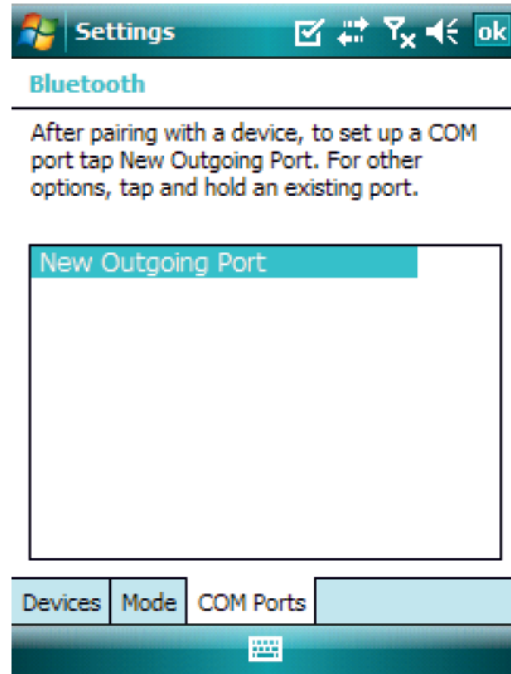 Settings
ok
Bluetooth
After pairing with a device, to set up a COM
port tap New Outgoing Port. For other
options, tap and hold an existing port.
New Outgoing Port
Devices Mode COM Ports